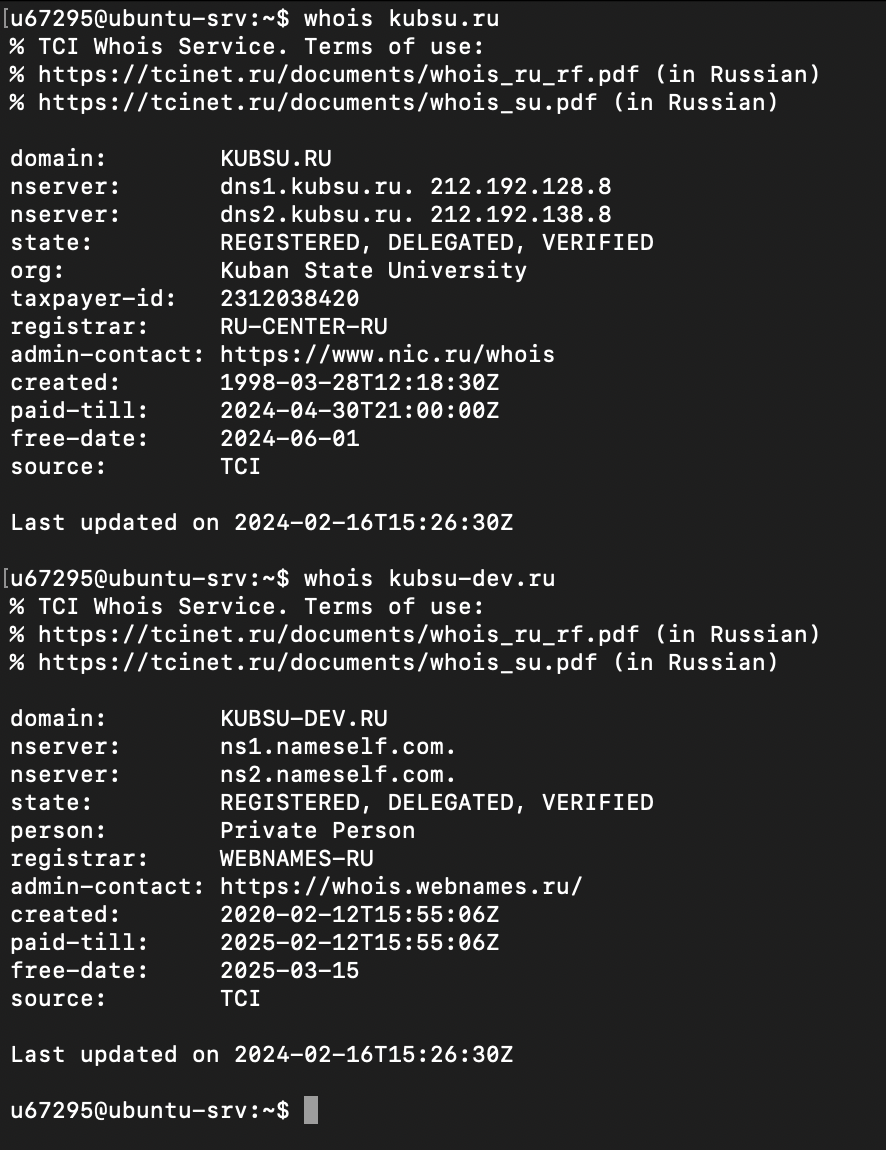 [u67295@ubuntu-srv:~$ whois kubsu.ru
% TCI Whois Service. Terms of use:
% https://tcinet.ru/documents/whois_ru_rf.pdf (in Russian)
% https://tcinet.ru/documents/whois_su.pdf (in Russian)

domain:        KUBSU.RU
nserver:       dns1.kubsu.ru. 212.192.128.8
nserver:       dns2.kubsu.ru. 212.192.138.8
state:         REGISTERED, DELEGATED, VERIFIED
org:           Kuban State University
taxpayer-id:   2312038420
registrar:     RU-CENTER-RU
admin-contact: https://www.nic.ru/whois
created:       1998-03-28T12:18:30Z
paid-till:     2024-04-30T21:00:00Z
free-date:     2024-06-01
source:        TCI

Last updated on 2024-02-16T15:26:30Z

[u67295@ubuntu-srv:~$ whois kubsu-dev.ru
% TCI Whois Service. Terms of use:
% https://tcinet.ru/documents/whois_ru_rf.pdf (in Russian)
% https://tcinet.ru/documents/whois_su.pdf (in Russian)

domain:        KUBSU-DEV.RU
nserver:       ns1.nameself.com.
nserver:       ns2.nameself.com.
state:         REGISTERED, DELEGATED, VERIFIED
person:        Private Person
registrar:     WEBNAMES-RU
admin-contact: https://whois.webnames.ru/
created:       2020-02-12T15:55:06Z
paid-till:     2025-02-12T15:55:06Z
free-date:     2025-03-15
source:        TCI

Last updated on 2024-02-16T15:26:30Z

u67295@ubuntu-srv:~$